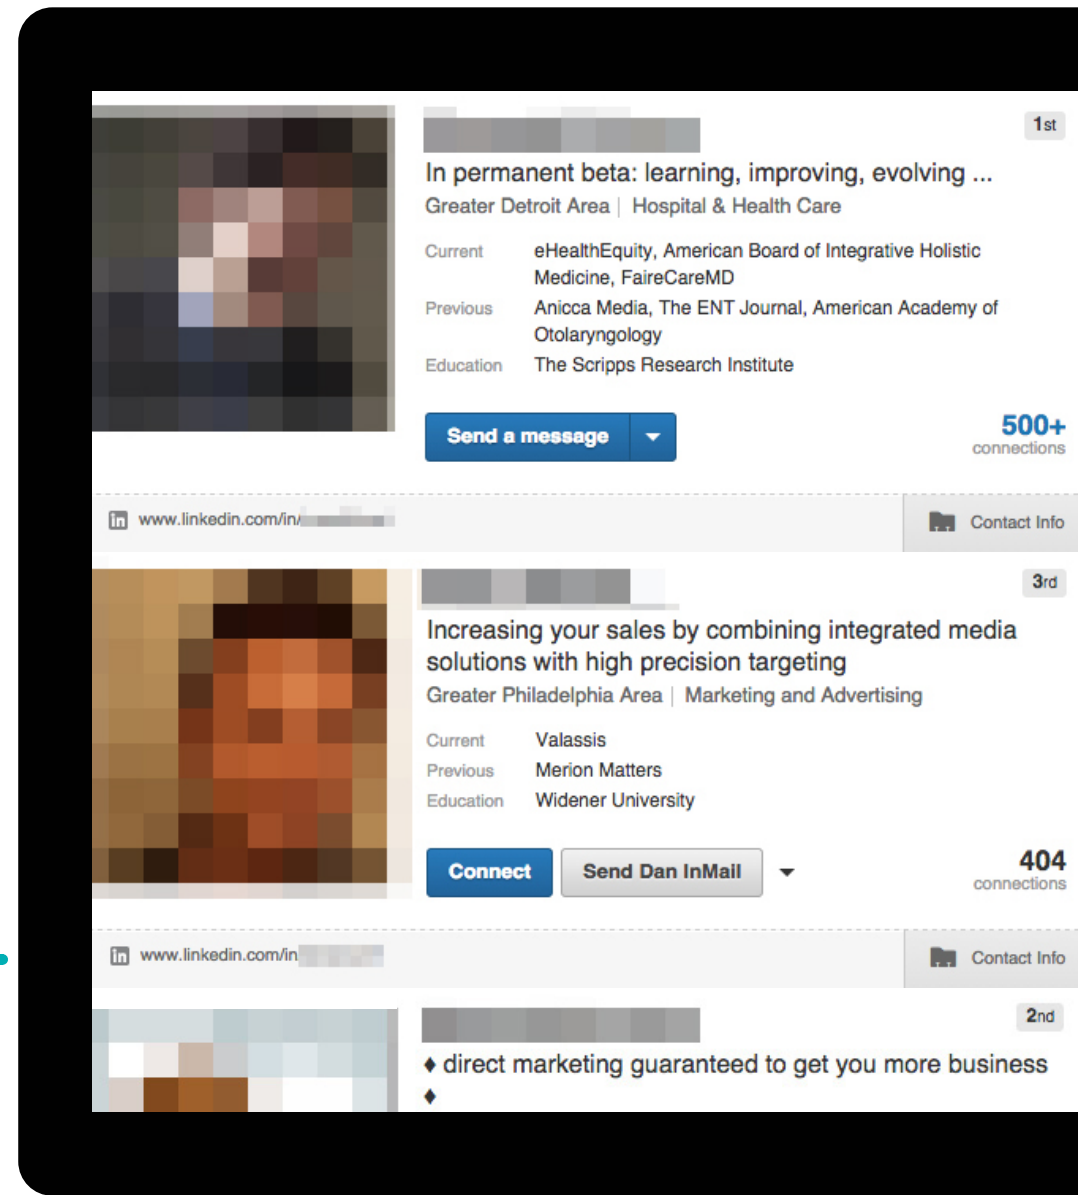 1st
In permanent beta: learning, improving, evolving ...
Greater Detroit Area | Hospital & Health Care
Current eHealthEquity, American Board of Integrative Holistic
Medicine, FaireCareMD
Previous Anicca Media, The ENT Journal, American Academy of
Otolaryngology
Education The Scripps Research Institute
Send a message
500+
connections
in www.linkedin.com/in/
Contact Info
3rd
Increasing your sales by combining integrated media
solutions with high precision targeting
Greater Philadelphia Area | Marketing and Advertising
Current Valassis
Previous Merion Matters
Education Widener University
Connect Send Dan InMail
404
connections
in www.linkedin.com/in
Contact Info
2nd
♦ direct marketing guaranteed to get you more business
♦